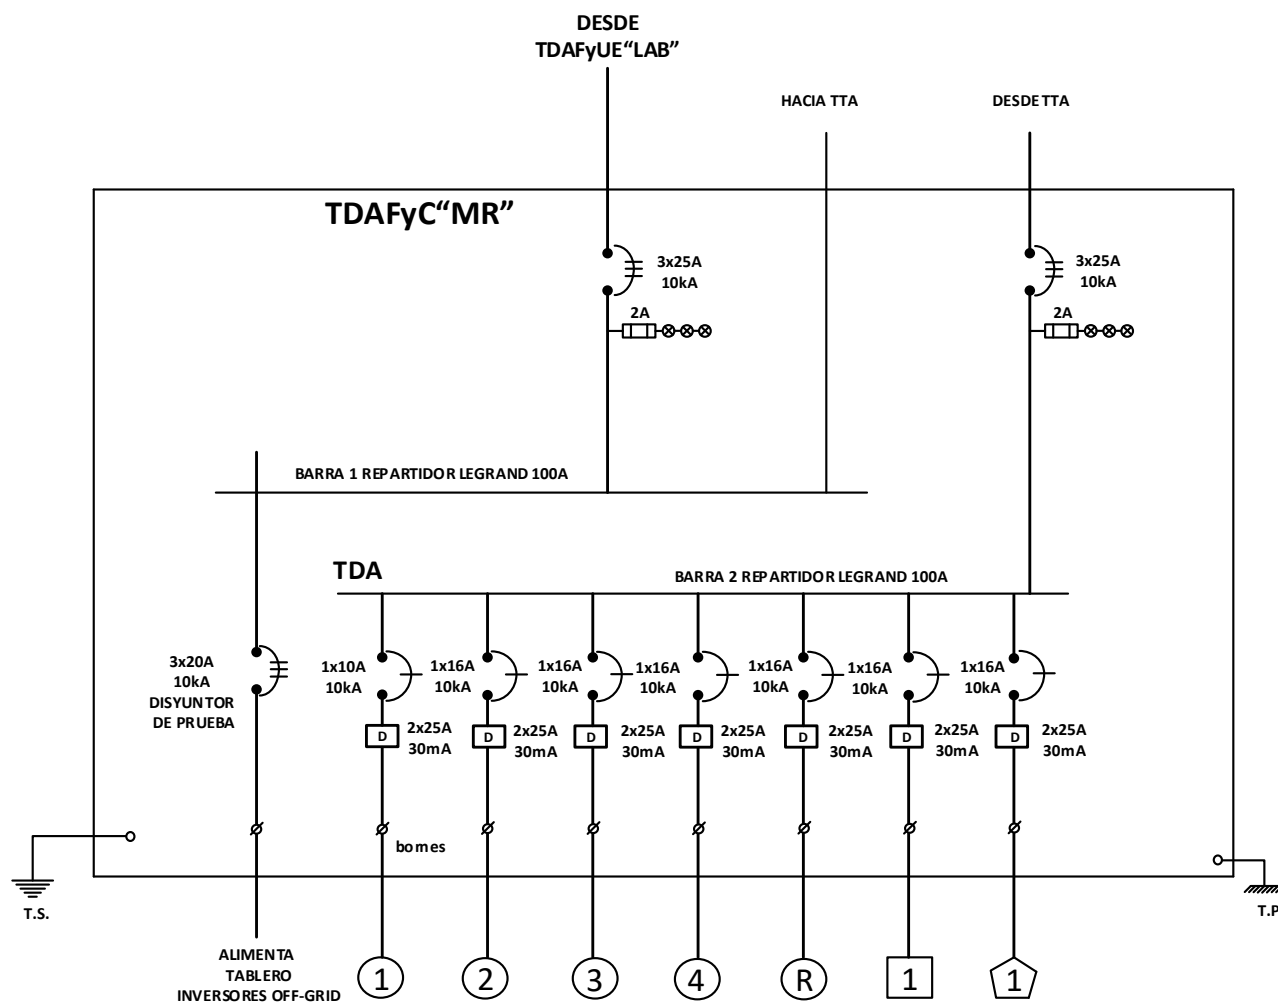 DESDE
TDAFyUE“LAB”
HACIA TTA
DESDE TTA
TDAFyC“MR”
3x25A
10kA
2A
3x25A
10kA
2A
BARRA 1 REPARTIDOR LEGRAND 100A
TDA
BARRA 2 REPARTIDOR LEGRAND 100A
3x20A
10kA
DISYUNTOR
DE PRUEBA
1x10A
10kA
1x16A
10kA
1x16A
10kA
1x16A
10kA
1x16A
10kA
1x16A
10kA
1x16A
10kA
D
2x25A
30mA
D
2x25A
30mA
D
2x25A
30mA
D
2x25A
30mA
D
2x25A
30mA
D
2x25A
30mA
D
2x25A
30mA
bornes
T.S.
T.P
ALIMENTA
TABLERO
INVERSORES OFF-GRID
1
2
3
4
R
1
1